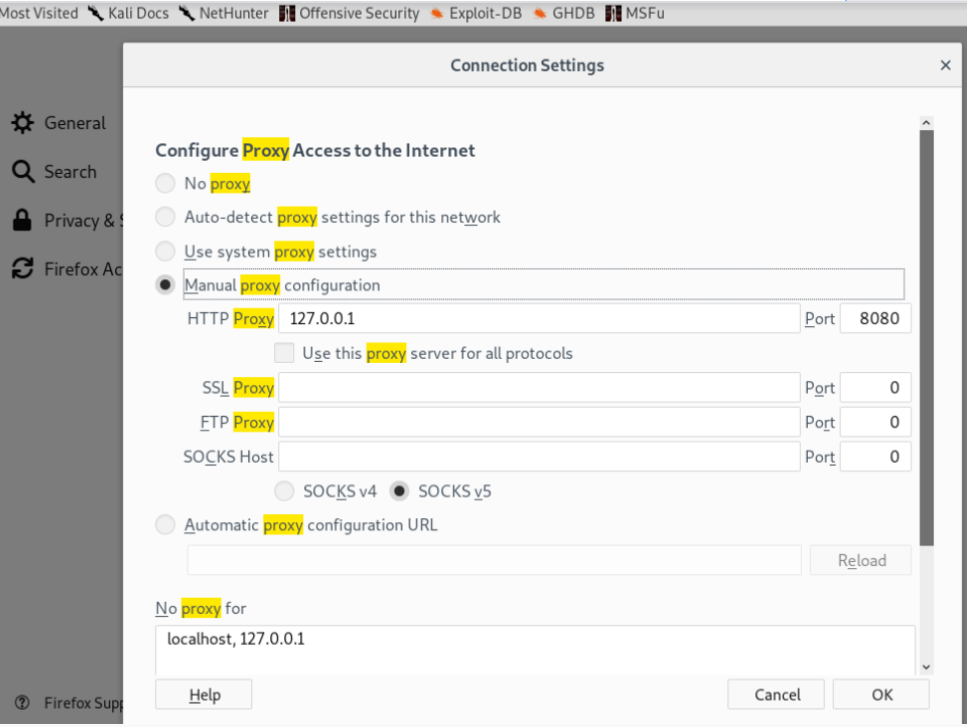 Most Visited Kali Docs NetHunter Offensive Security Exploit-DB GHDB MSFu
Connection Settings
General
Search
Privacy &
Firefox Ac
Configure Proxy Access to the Internet
No proxy
Auto-detect proxy settings for this network
Use system proxy settings
Manual proxy configuration
HTTP Proxy 127.0.0.1 Port 8080
Use this proxy server for all protocols
SSL Proxy Port 0
FTP Proxy Port 0
SOCKS Host Port 0
SOCKS v4 SOCKS v5
Automatic proxy configuration URL
Reload
No proxy for
localhost, 127.0.0.1
Firefox Supp
Help Cancel OK